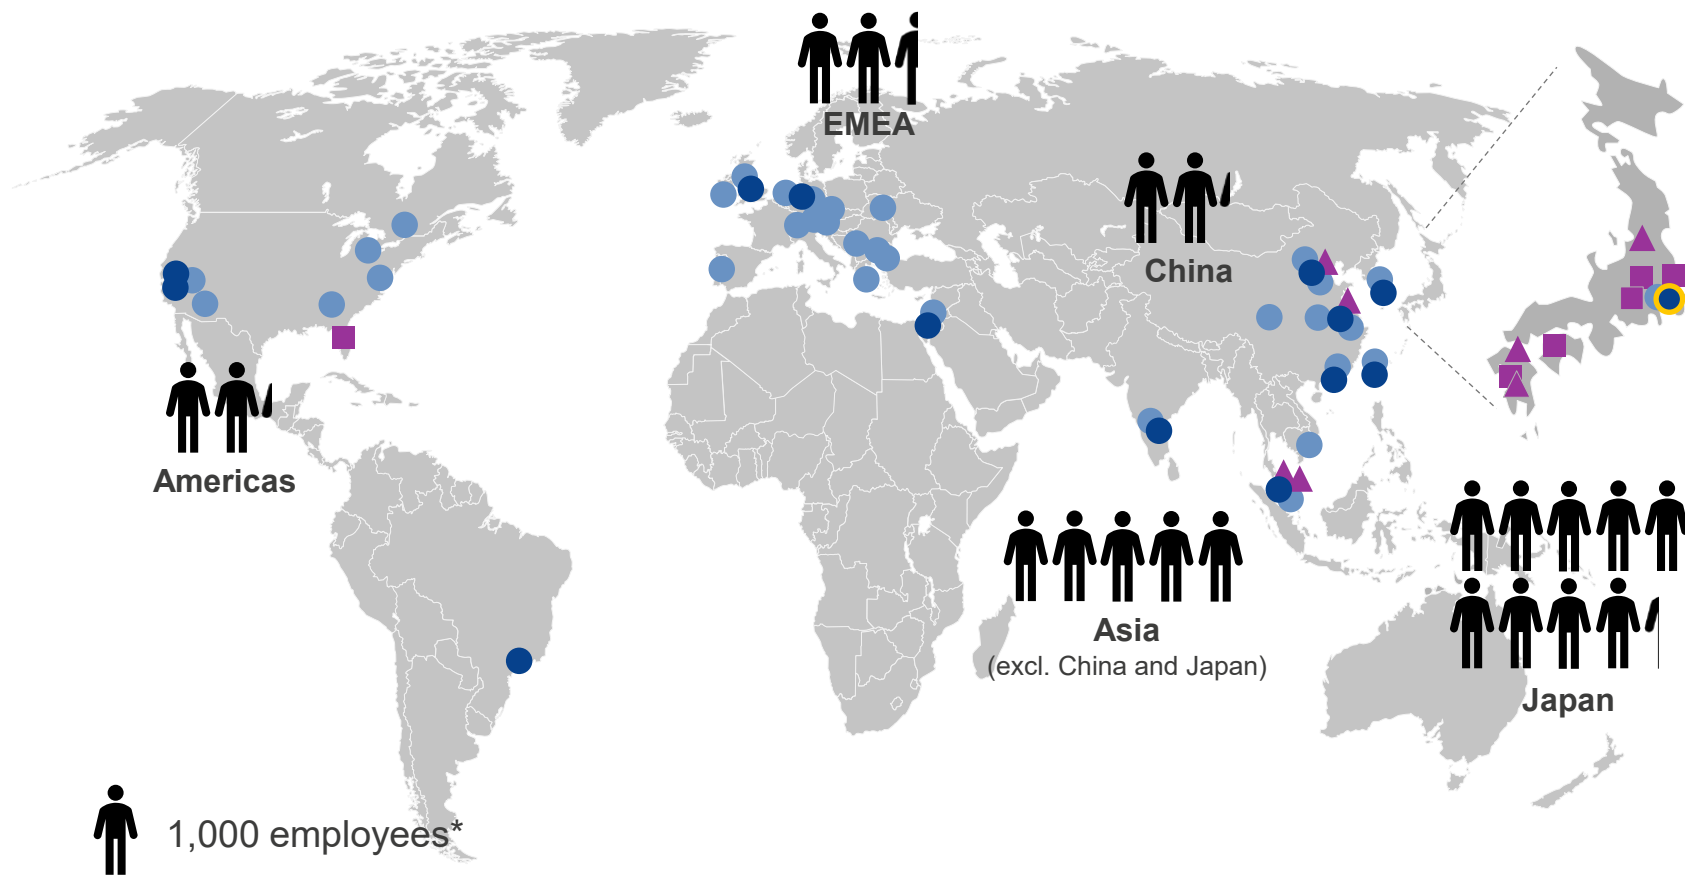 EMEA
China
Americas
Asia
(excl. China and Japan)
Japan
1,000 employees*